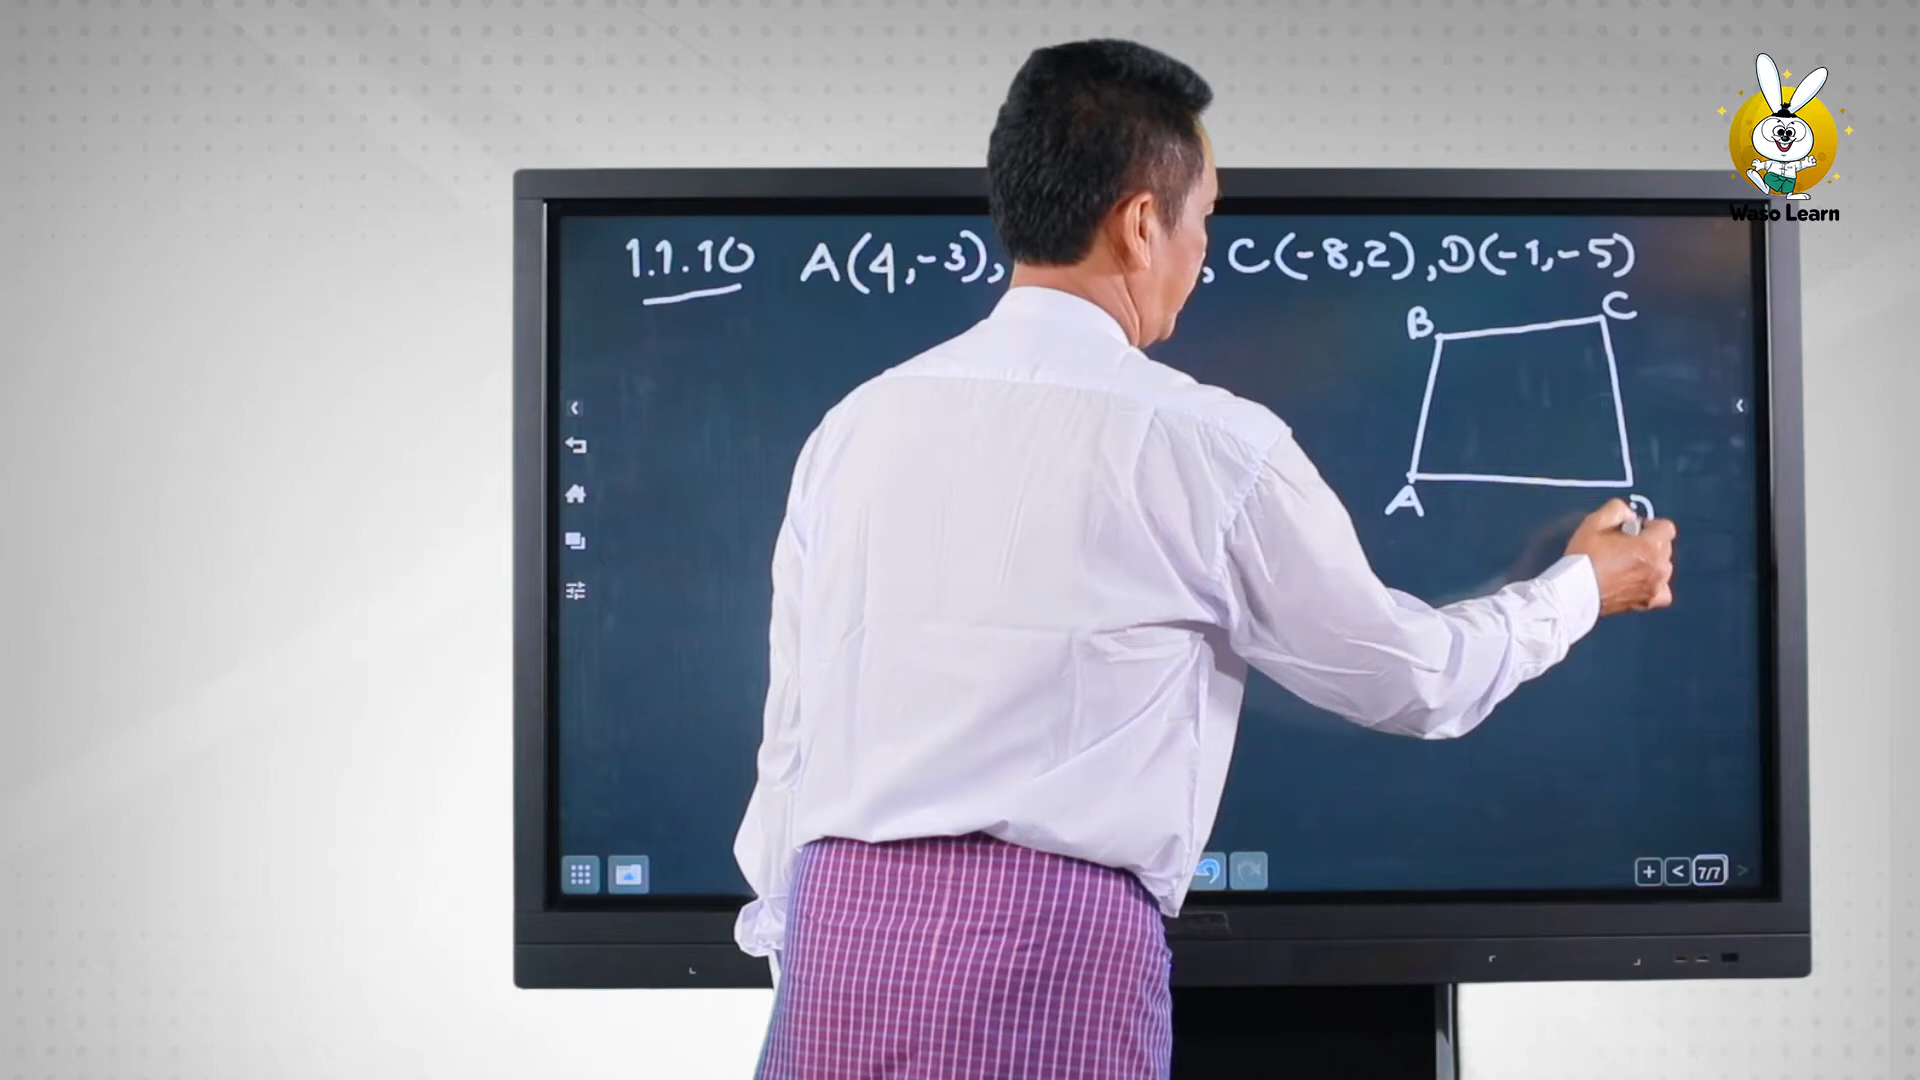 Waso Learn
1.1.10 A(4,-3), , C(-8,2), D(-1,-5)
B C
A D
7/7